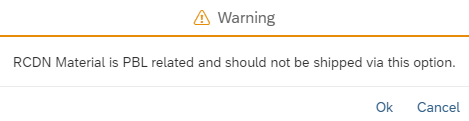 Warning
RCDN Material is PBL related and should not be shipped via this option.
Ok Cancel